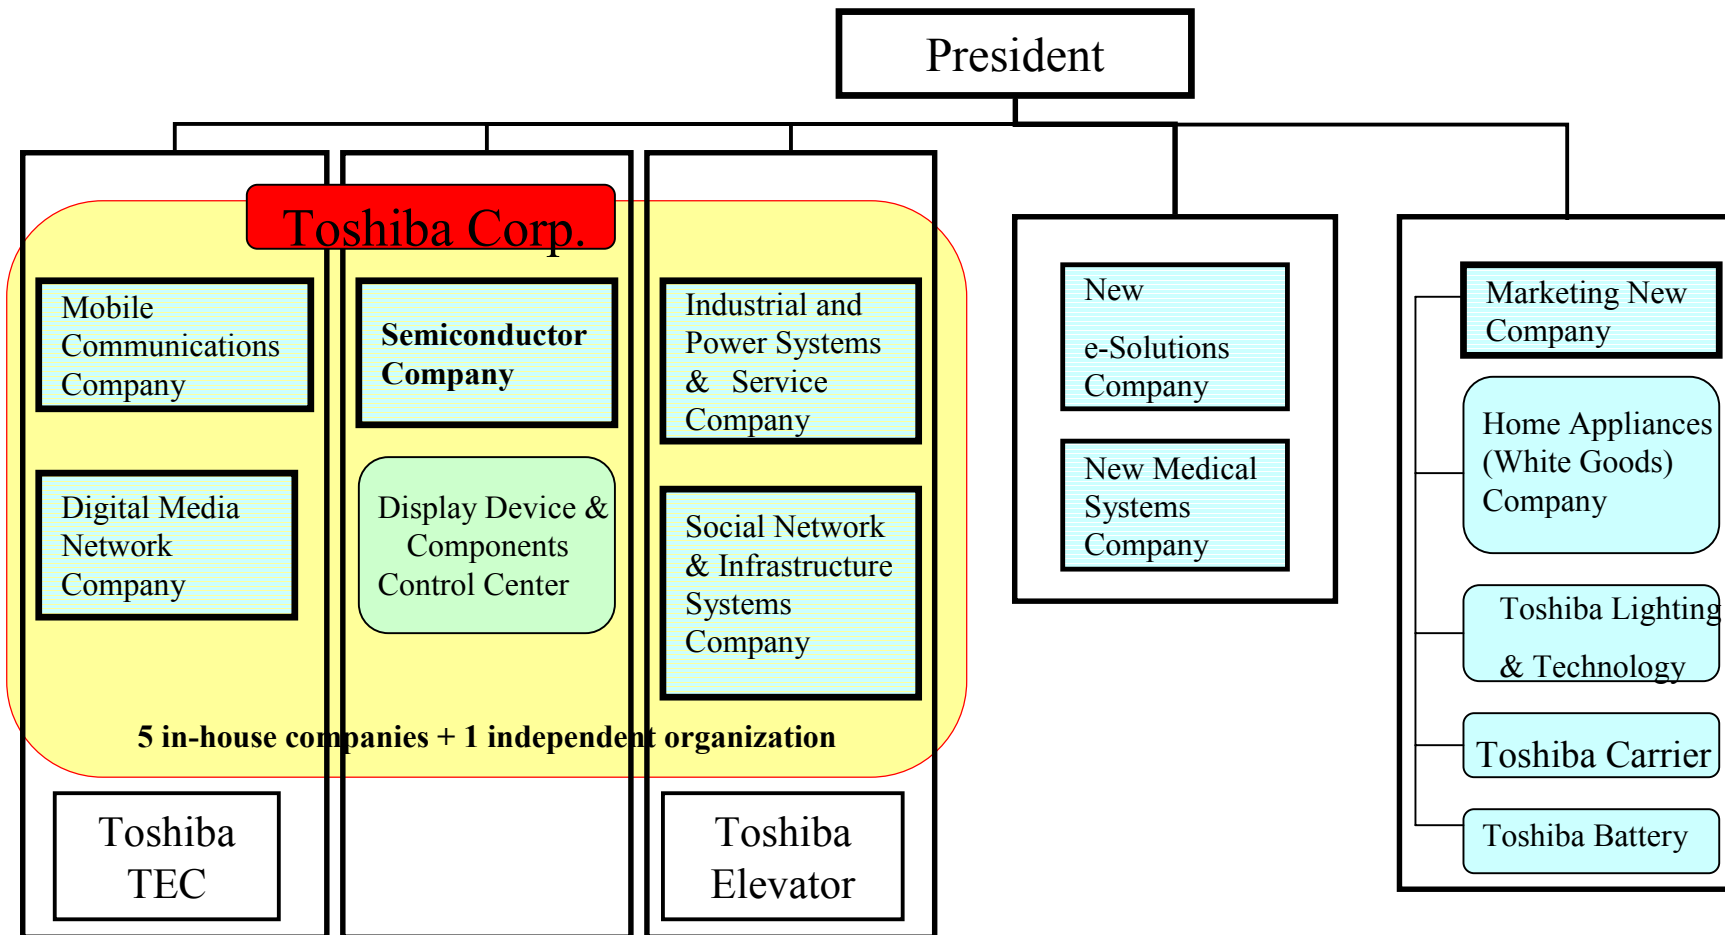 President
Toshiba Corp.
Mobile
Communications
Company
Digital Media
Network
Company
Semiconductor
Company
Display Device &
Components
Control Center
Industrial and
Power Systems
& Service
Company
Social Network
& Infrastructure
Systems
Company
5 in-house companies + 1 independent organization
Toshiba
TEC
Toshiba
Elevator
New
e-Solutions
Company
New Medical
Systems
Company
Marketing New
Company
Home Appliances
(White Goods)
Company
Toshiba Lighting
& Technology
Toshiba Carrier
Toshiba Battery